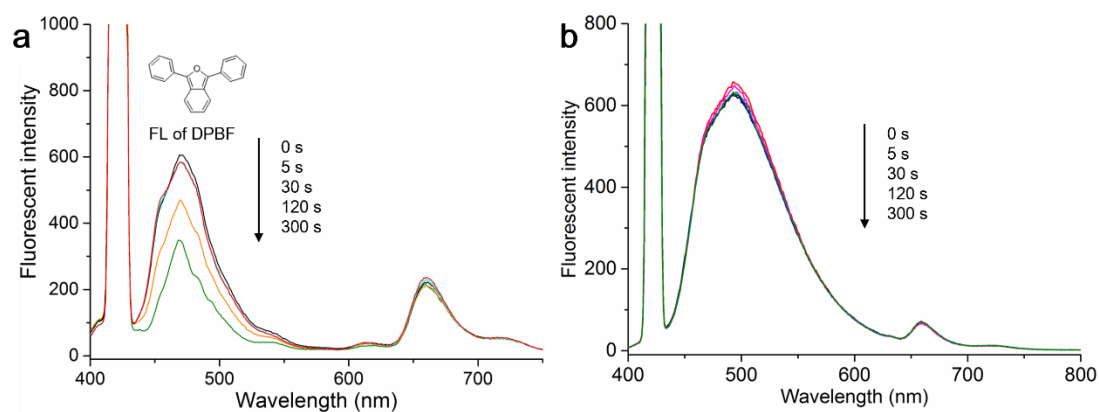 a
1000
800
600
400
200
0
Fluorescent intensity
O
FL of DPBF
0 s
5 s
30 s
120 s
300 s
400
500
600
700
Wavelength (nm)
b
800
600
400
200
0
Fluorescent intensity
0 s
5 s
30 s
120 s
300 s
400
500
600
700
800
Wavelength (nm)